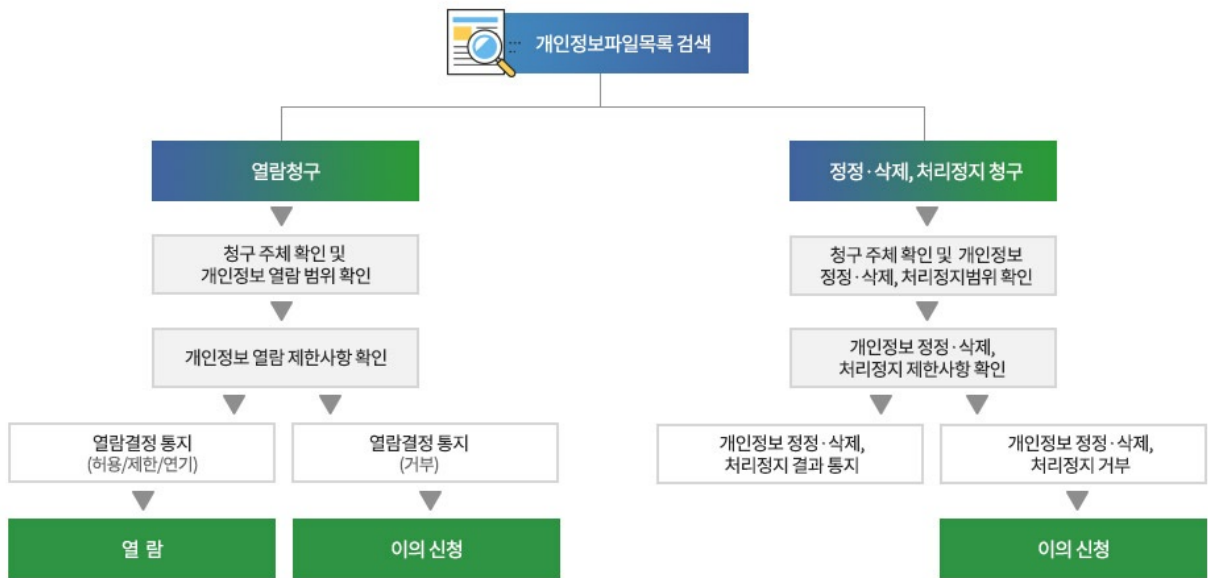 개인정보파일목록 검색
열람청구
정정·삭제, 처리정지 청구
청구 주체 확인 및
개인정보 열람 범위 확인
청구 주체 확인 및 개인정보
정정·삭제, 처리정지범위 확인
개인정보 열람 제한사항 확인
개인정보 정정·삭제,
처리정지 제한사항 확인
열람결정 통지
(허용/제한/연기)
열람결정 통지
(거부)
개인정보 정정·삭제,
처리정지 결과 통지
개인정보 정정·삭제,
처리정지 거부
열 람
이의 신청
이의 신청